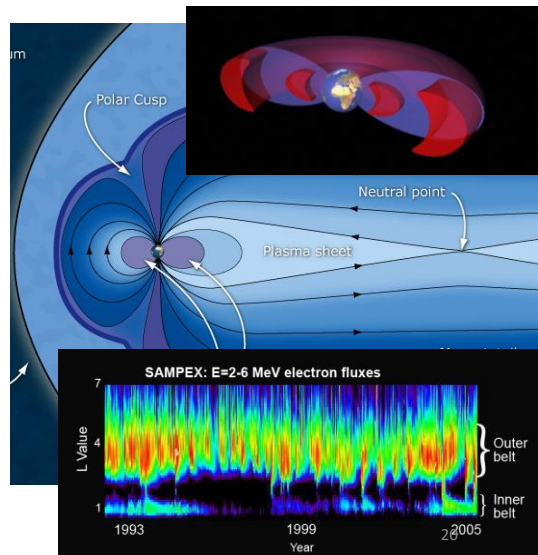 um
Polar Cusp
Neutral point
Plasma sheet
SAMPEX: E=2-6 MeV electron fluxes
7
4
1
L Value
Outer
belt
Inner
belt
1993
1999
2005
Year